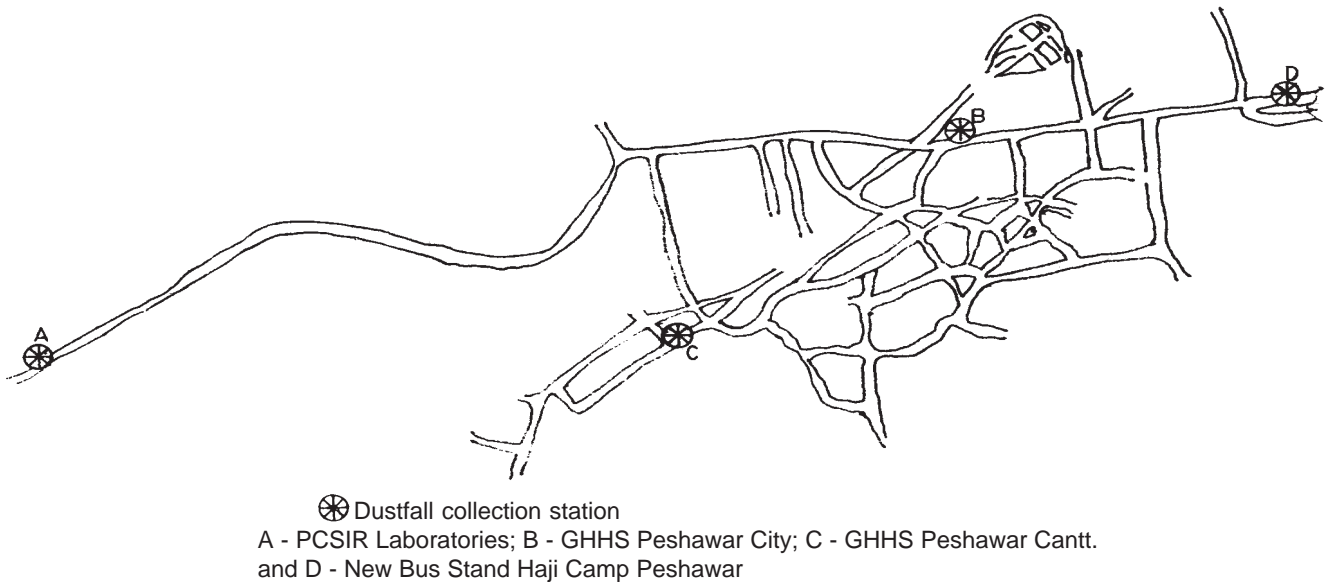 D
B
A
C
Dustfall collection station
A - PCSIR Laboratories; B - GHHS Peshawar City; C - GHHS Peshawar Cantt.
and D - New Bus Stand Haji Camp Peshawar